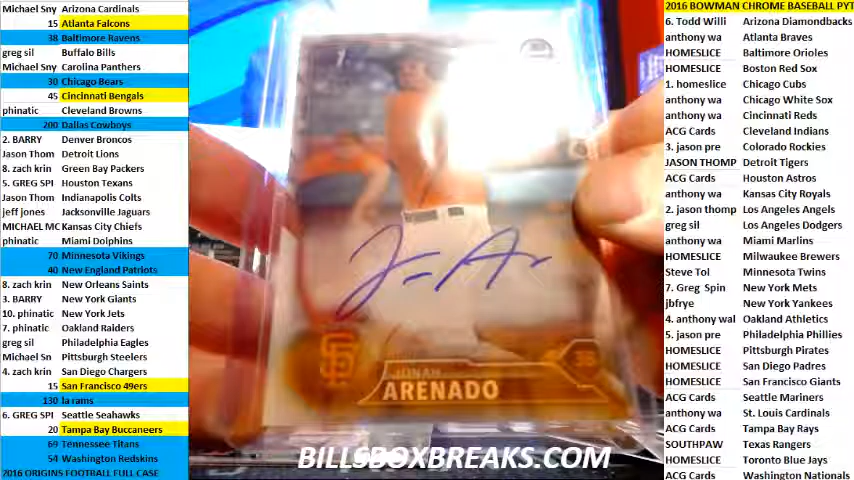 Michael Sny Arizona Cardinals
15 Atlanta Falcons
38 Baltimore Ravens
greg sil Buffalo Bills
Michael Sny Carolina Panthers
30 Chicago Bears
45 Cincinnati Bengals
phinatic Cleveland Browns
200 Dallas Cowboys
2. BARRY Denver Broncos
Jason Thom Detroit Lions
8. zach krin Green Bay Packers
5. GREG SPI Houston Texans
Jason Thom Indianapolis Colts
jeff jones Jacksonville Jaguars
MICHAEL MC Kansas City Chiefs
phinatic Miami Dolphins
70 Minnesota Vikings
40 New England Patriots
8. zach krin New Orleans Saints
3. BARRY New York Giants
10. phinatic New York Jets
7. phinatic Oakland Raiders
greg sil Philadelphia Eagles
Michael Sn Pittsburgh Steelers
4. zach krin San Diego Chargers
15 San Francisco 49ers
130 la rams
6. GREG SPI Seattle Seahawks
20 Tampa Bay Buccaneers
69 Tennessee Titans
54 Washington Redskins
2016 ORIGINS FOOTBALL FULL CASE
SF
JONAH
ARENADO
BILLSBOXBREAKS.COM
2016 BOWMAN CHROME BASEBALL PYT
6. Todd Willi Arizona Diamondbacks
anthony wa Atlanta Braves
HOMESLICE Baltimore Orioles
HOMESLICE Boston Red Sox
1. homeslice Chicago Cubs
anthony wa Chicago White Sox
anthony wa Cincinnati Reds
ACG Cards Cleveland Indians
3. jason pre Colorado Rockies
JASON THOMP Detroit Tigers
ACG Cards Houston Astros
anthony wa Kansas City Royals
2. jason thomp Los Angeles Angels
greg sil Los Angeles Dodgers
anthony wa Miami Marlins
HOMESLICE Milwaukee Brewers
Steve Tol Minnesota Twins
7. Greg Spin New York Mets
jbfrye New York Yankees
4. anthony wal Oakland Athletics
5. jason pre Philadelphia Phillies
HOMESLICE Pittsburgh Pirates
HOMESLICE San Diego Padres
HOMESLICE San Francisco Giants
ACG Cards Seattle Mariners
anthony wa St. Louis Cardinals
ACG Cards Tampa Bay Rays
SOUTHPAW Texas Rangers
HOMESLICE Toronto Blue Jays
ACG Cards Washington Nationals